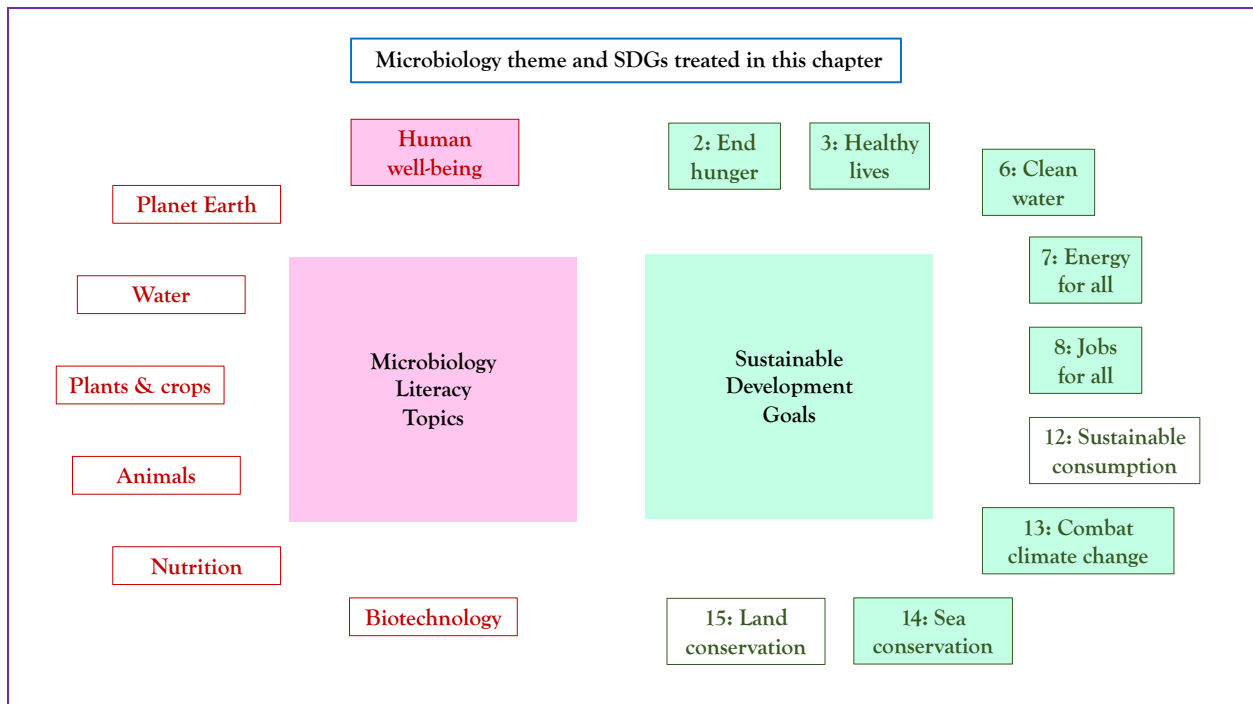 Microbiology theme and SDGs treated in this chapter
Human
well-being
Planet Earth
Water
Plants & crops
Animals
Nutrition
Biotechnology
Microbiology
Literacy
Topics
2: End
hunger
3: Healthy
lives
6: Clean
water
7: Energy
for all
8: Jobs
for all
12: Sustainable
consumption
13: Combat
climate change
14: Sea
conservation
15: Land
conservation
Sustainable
Development
Goals